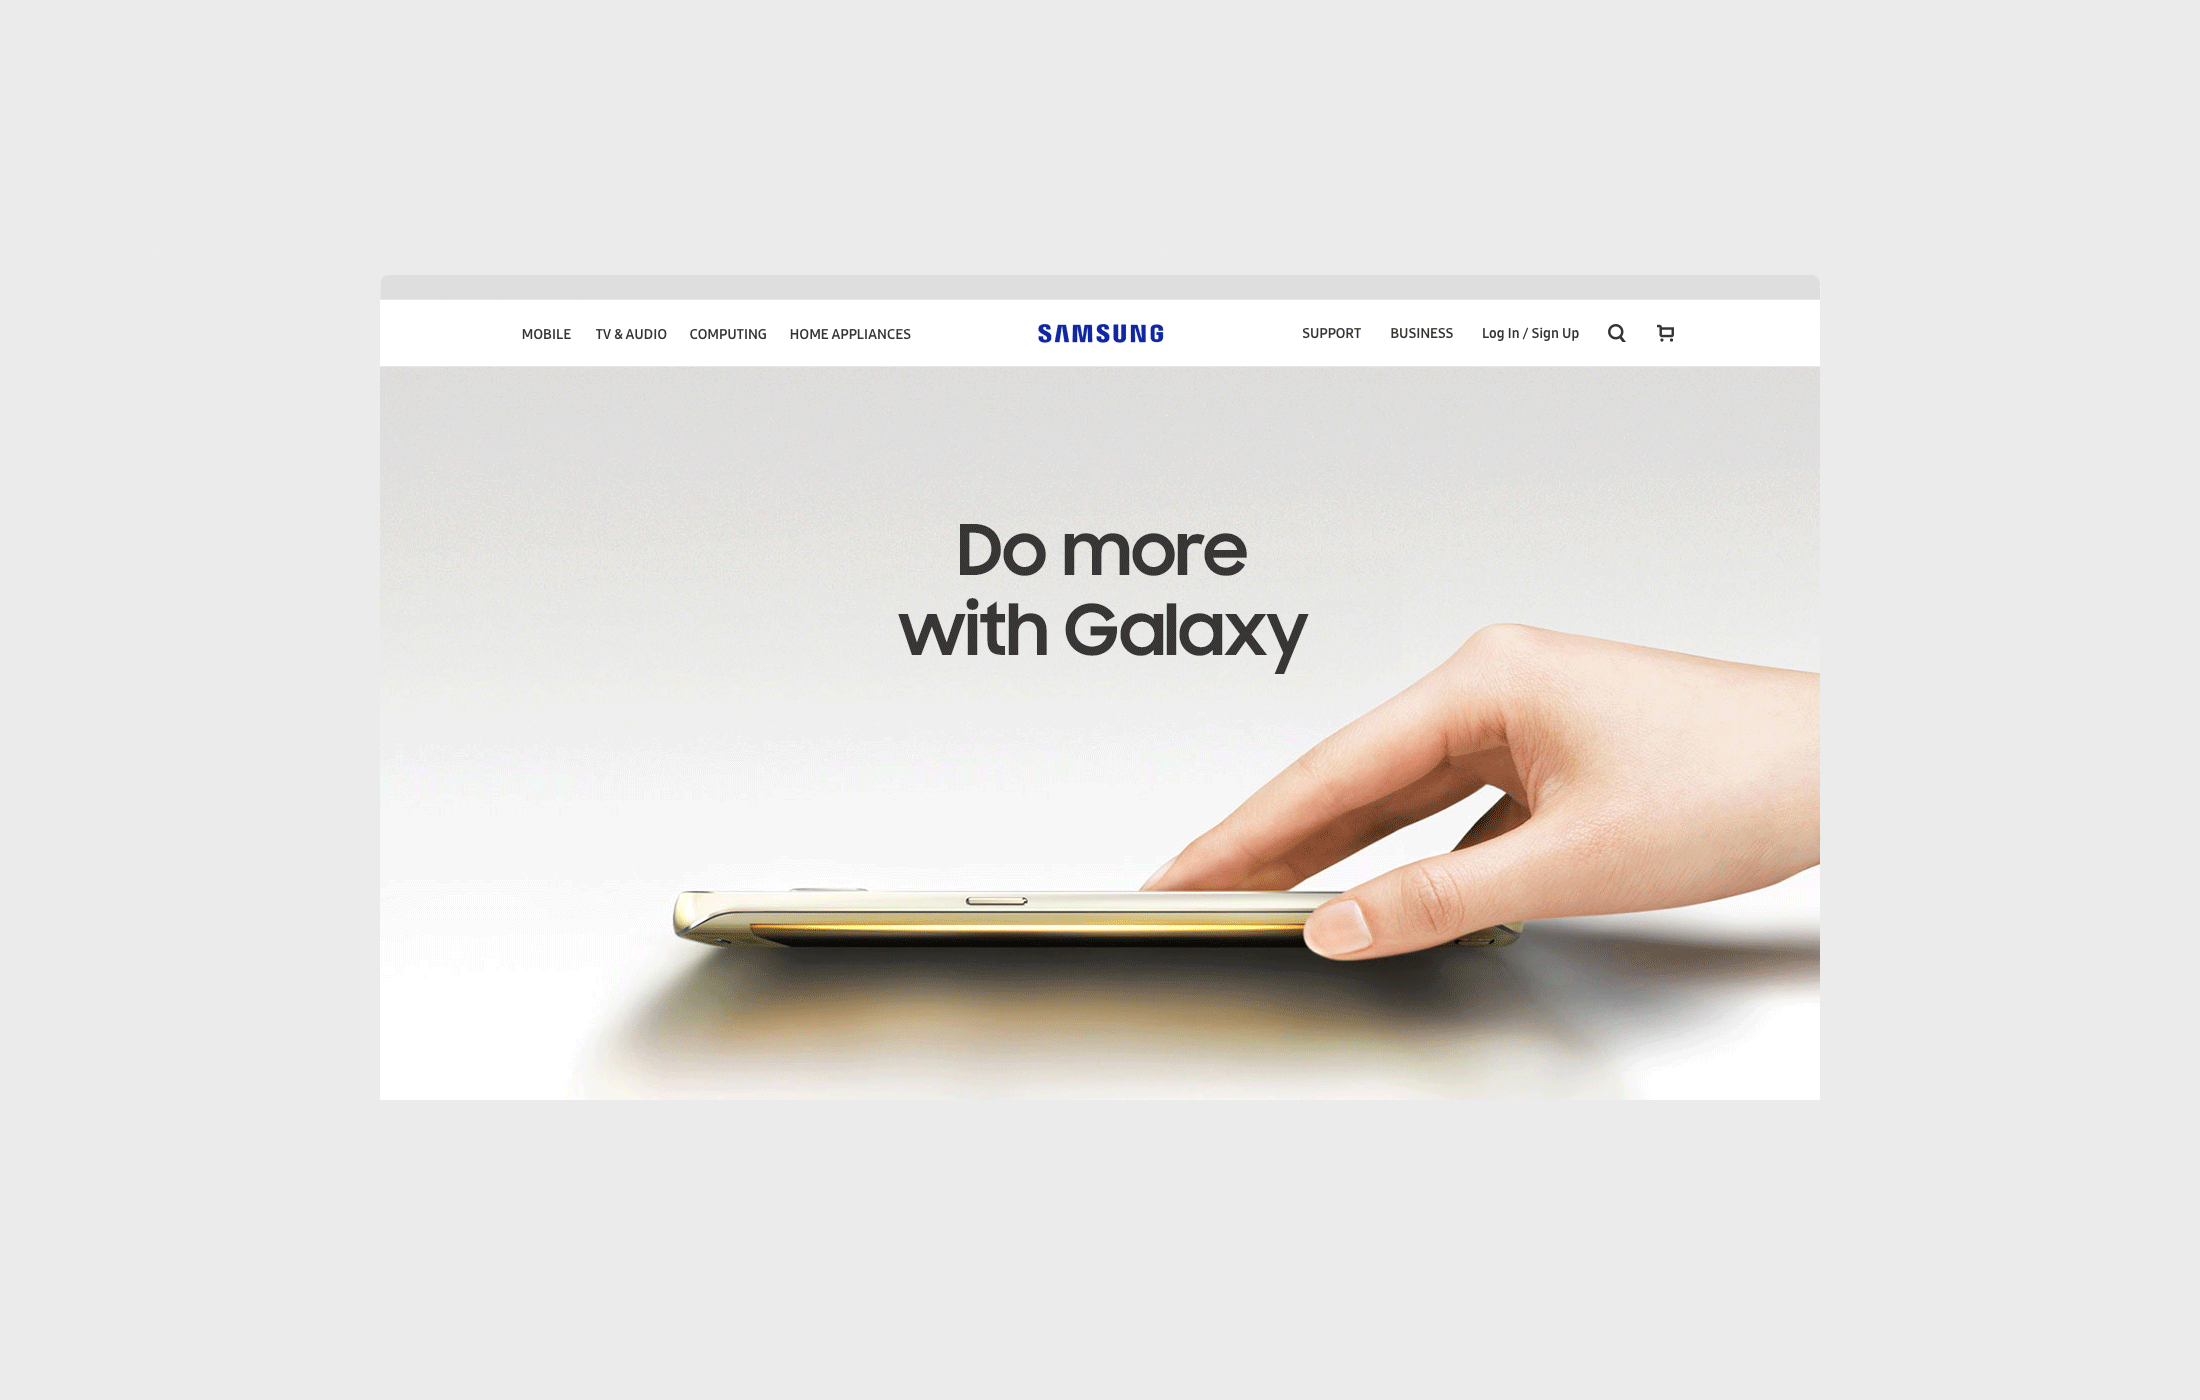 MOBILE TV & AUDIO COMPUTING HOME APPLIANCES SAMSUNG SUPPORT BUSINESS Log In / Sign Up
Do more
with Galaxy